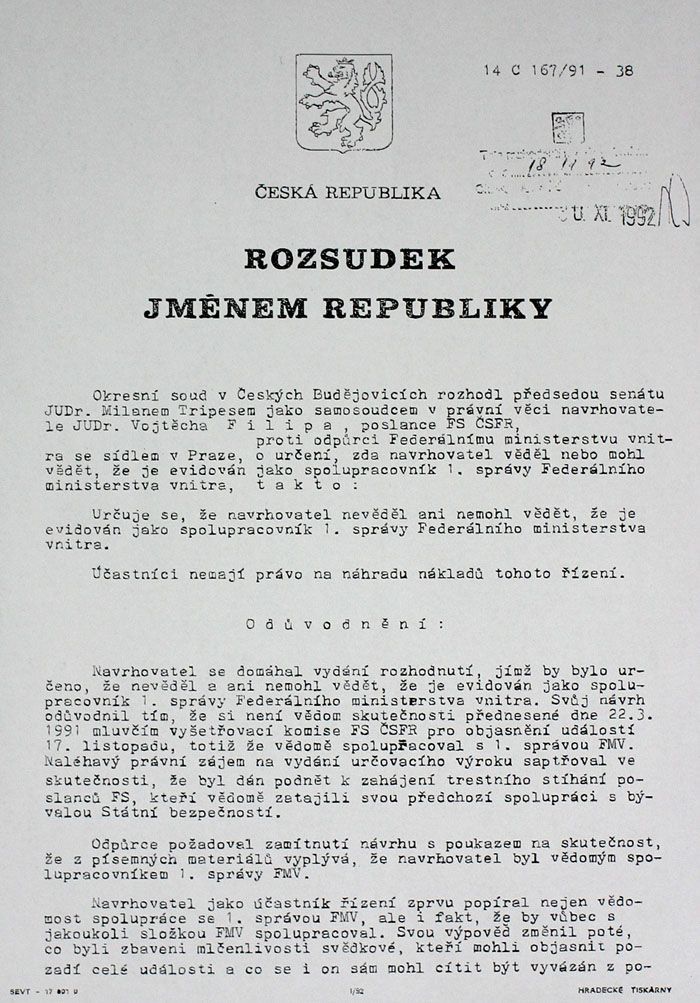 14 C 167/91 - 38
18 11 92
XI. 1992
ČESKÁ REPUBLIKA
ROZSUDEK
JMÉNEM REPUBLIKY
Okresní soud v Českých Budějovicích rozhodl předsedou senátu
JUDr. Milanem Tripesem jako samosoudcem v právní věci navrhovate-
le JUDr. Vojtěcha F i l i p a , poslance FS ČSFR,
proti odpůrci Federálnímu ministerstvu vnit-
ra se sídlem v Praze, o určení, zda navrhovatel věděl nebo mohl
vědět, že je evidován jako spolupracovník 1. správy Federálního
ministerstva vnitra, t a k t o :
Určuje se, že navrhovatel nevěděl ani nemohl vědět, že je
evidován jako spolupracovník 1. správy Federálního ministerstva
vnitra.
Účastníci nemají právo na náhradu nákladů tohoto řízení.
O d ů v o d n ě n í :
Navrhovatel se domáhal vydání rozhodnutí, jímž by bylo ur-
čeno, že nevěděl a ani nemohl vědět, že je evidován jako spolu-
pracovník 1. správy Federálního ministerstva vnitra. Svůj návrh
odůvodnil tím, že si není vědom skutečnosti přednesené dne 22.3.
1991 mluvčím vyšetřovací komise FS ČSFR pro objasnění událostí
17. listopadu, totiž že vědomě spolupracoval s 1. správou FMV.
Naléhavý právní zájem na vydání určovacího výroku saptřoval ve
skutečnosti, že byl dán podnět k zahájení trestního stíhání po-
slanců FS, kteří vědomě zatajili svou předchozí spolupráci s bý-
valou Státní bezpečností.
Odpůrce požadoval zamítnutí návrhu s poukazem na skutečnost,
že z písemných materiálů vyplývá, že navrhovatel byl vědomým spo-
lupracovníkem 1. správy FMV.
Navrhovatel jako účastník řízení zprvu popíral nejen vědo-
most spolupráce se 1. správou FMV, ale i fakt, že by vůbec s
jakoukoli složkou FMV spolupracoval. Svou výpověď změnil poté,
co byli zbaveni mlčenlivosti svědkové, kteří mohli objasnit po-
zadí celé události a co se i on sám mohl cítit být vyvázán z po-
SEVT - 17 801 0 1/92 HRADECKÉ TISKÁRNY